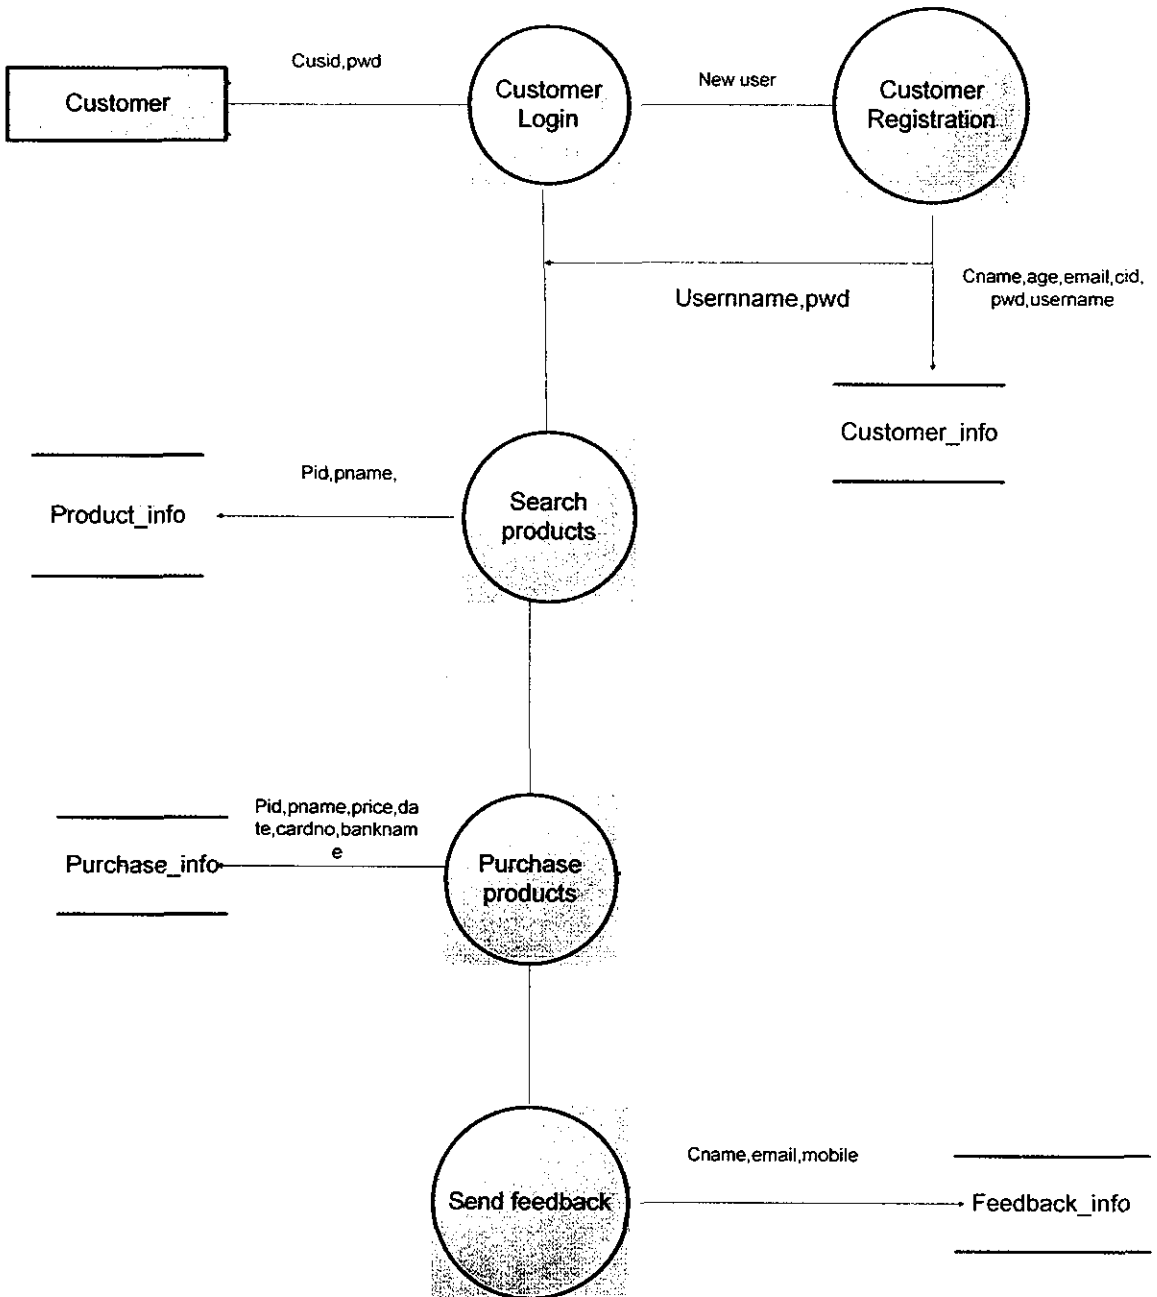 Cusid,pwd
Customer
Customer
Login
New user
Customer
Registration
Usernname,pwd
Cname,age,email,cid,
pwd,username
Customer_info
Pid,pname,
Product_info
Search
products
Pid,pname,price,da
te,cardno,banknam
e
Purchase_info
Purchase
products
Send feedback
Cname,email,mobile
Feedback_info